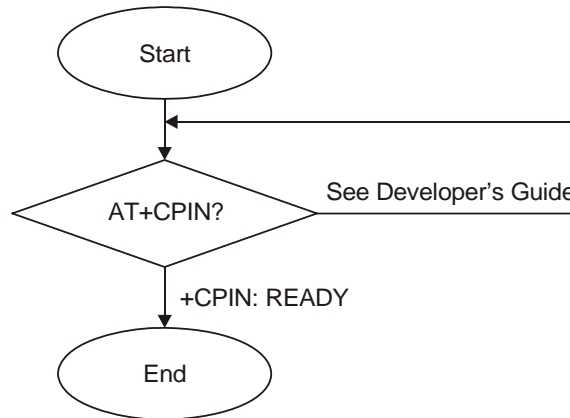 Start
AT+CPIN?
See Developer's Guide
+CPIN: READY
End